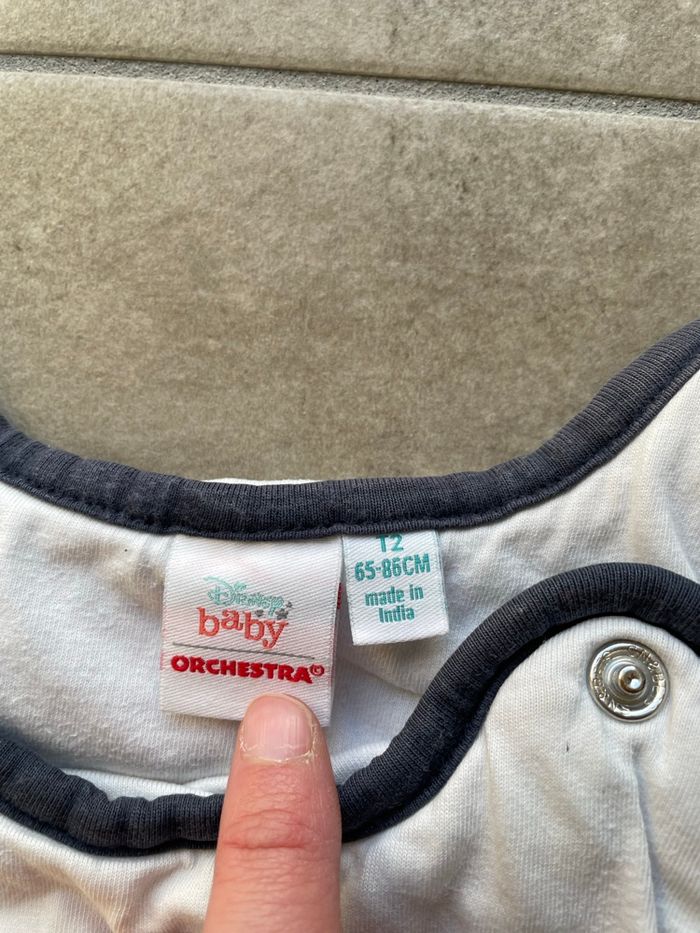 Disney
baby
ORCHESTRA©
T2
65-86CM
made in
India